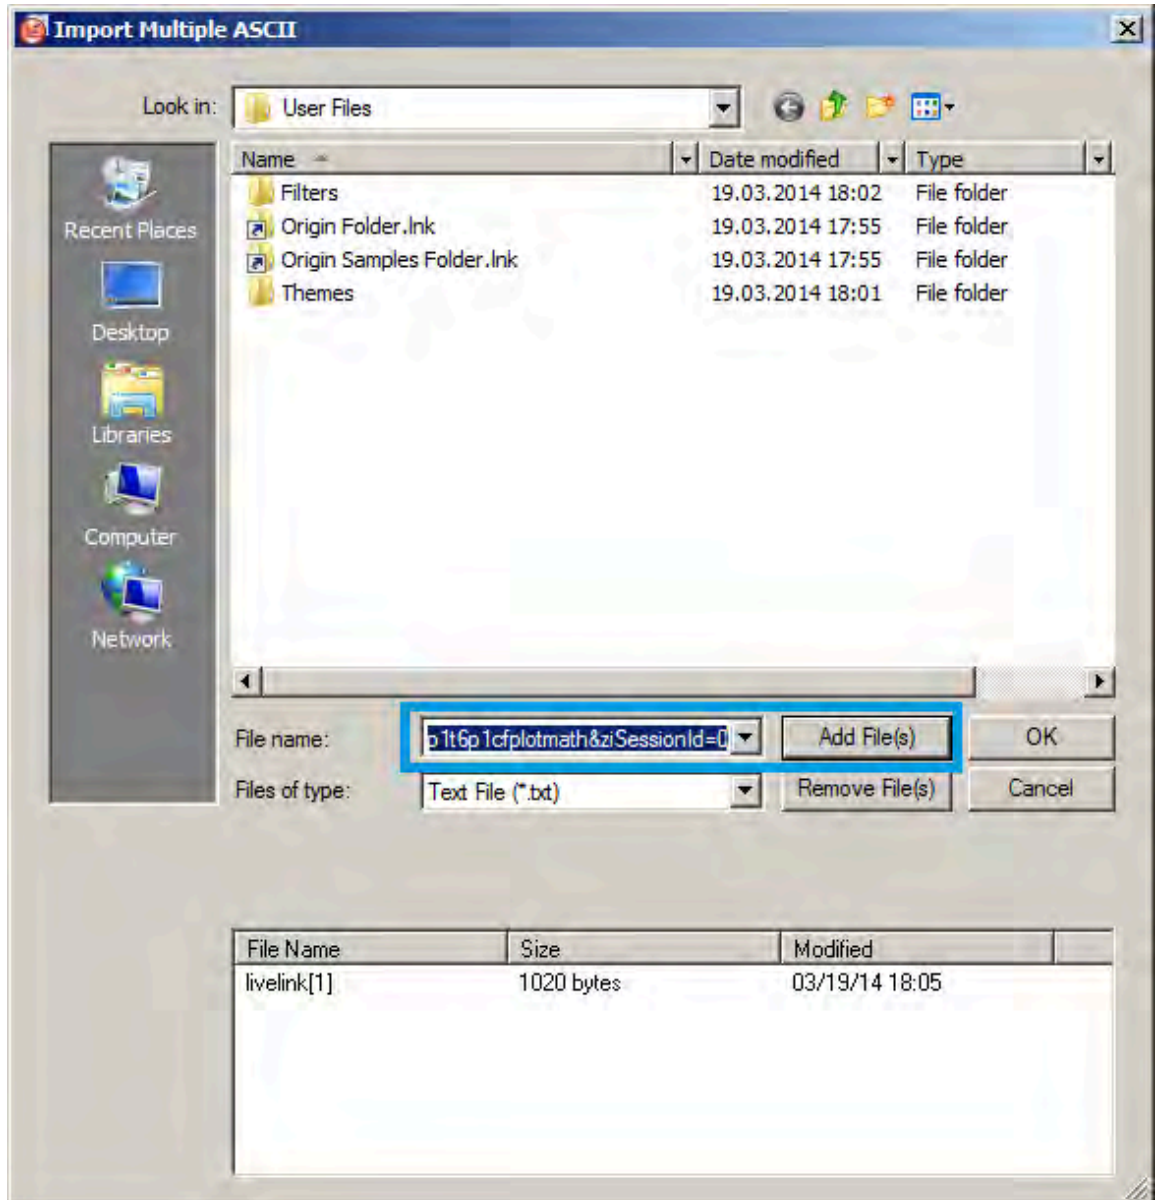 Import Multiple ASCII
Look in: User Files
Name Date modified Type
Filters 19.03.2014 18:02 File folder
Origin Folder.lnk 19.03.2014 17:55 File folder
Origin Samples Folder.lnk 19.03.2014 17:55 File folder
Themes 19.03.2014 18:01 File folder
Recent Places
Desktop
Libraries
Computer
Network
File name: p1t6p1cfplotmath&ziSessionId=0 Add File(s) OK
Files of type: Text File (*.txt) Remove File(s) Cancel
File Name Size Modified
livelink[1] 1020 bytes 03/19/14 18:05